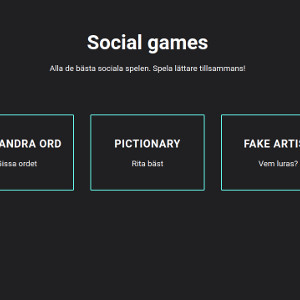 Social games
Alla de bästa sociala spelen. Spela lättare tillsammans!
ANDRA ORD
PICTIONARY
FAKE ARTIS
Gissa ordet
Rita bäst
Vem luras?